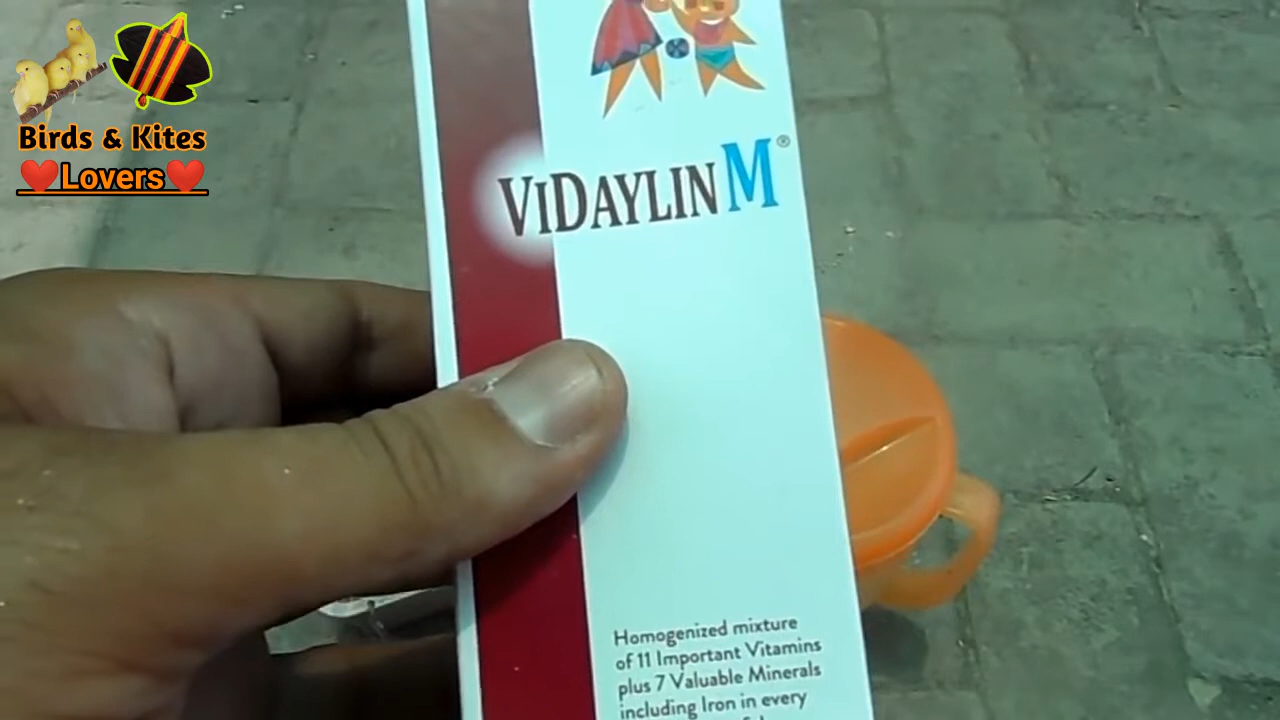 Birds & Kites
❤️Lovers❤️
VIDAYLIN M®
Homogenized mixture
of 11 Important Vitamins
plus 7 Valuable Minerals
including Iron in every